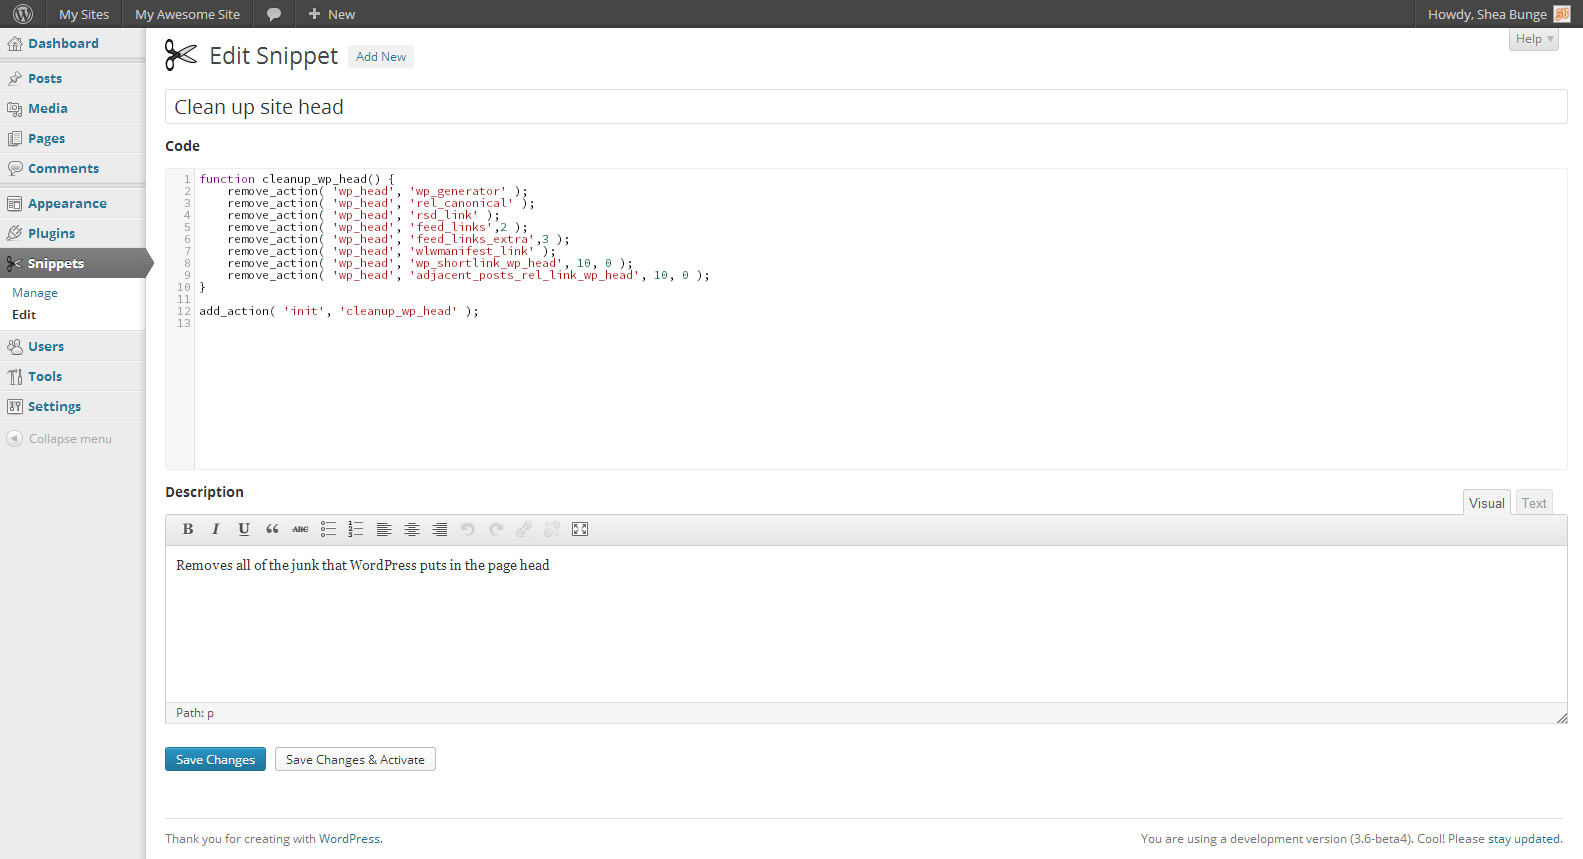 My Sites My Awesome Site New Howdy, Shea Bunge
Help
Dashboard
Posts
Media
Pages
Comments
Appearance
Plugins
Snippets
Manage
Edit
Users
Tools
Settings
Collapse menu
Edit Snippet Add New
Clean up site head
Code
1 function cleanup_wp_head() {
2 remove_action( 'wp_head', 'wp_generator' );
3 remove_action( 'wp_head', 'rel_canonical' );
4 remove_action( 'wp_head', 'rsd_link' );
5 remove_action( 'wp_head', 'feed_links',2 );
6 remove_action( 'wp_head', 'feed_links_extra',3 );
7 remove_action( 'wp_head', 'wlwmanifest_link' );
8 remove_action( 'wp_head', 'wp_shortlink_wp_head', 10, 0 );
9 remove_action( 'wp_head', 'adjacent_posts_rel_link_wp_head', 10, 0 );
10 }
11
12 add_action( 'init', 'cleanup_wp_head' );
13
Description
Visual Text
B I U ABC
Removes all of the junk that WordPress puts in the page head
Path: p
Save Changes Save Changes & Activate
Thank you for creating with WordPress. You are using a development version (3.6-beta4). Cool! Please stay updated.